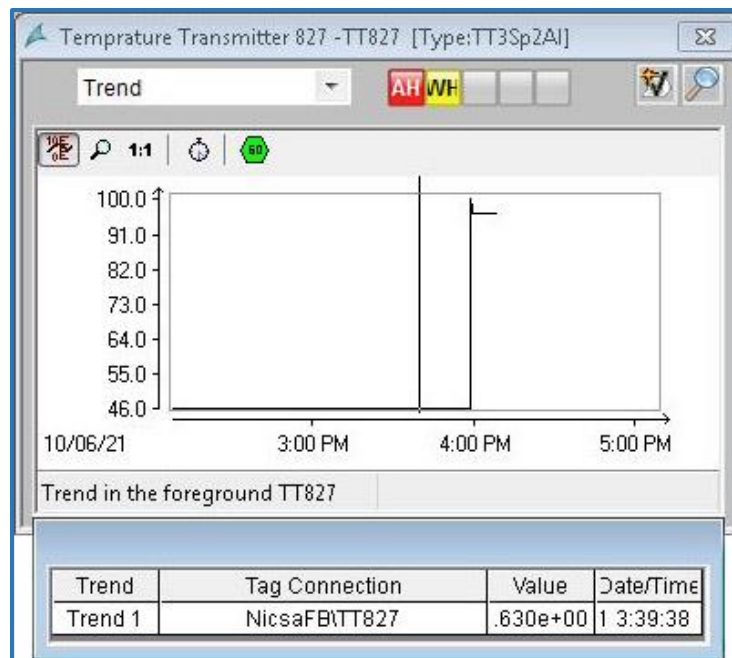 Temprature Transmitter 827 -TT827 [Type:TT3Sp2AI]
Trend AH WH
10E 0E 1:1 60
100.0
91.0
82.0
73.0
64.0
55.0
46.0
10/06/21 3:00 PM 4:00 PM 5:00 PM
Trend in the foreground TT827
Trend Tag Connection Value Date/Time
Trend 1 NicsaFB\TT827 .630e+00 1 3:39:38